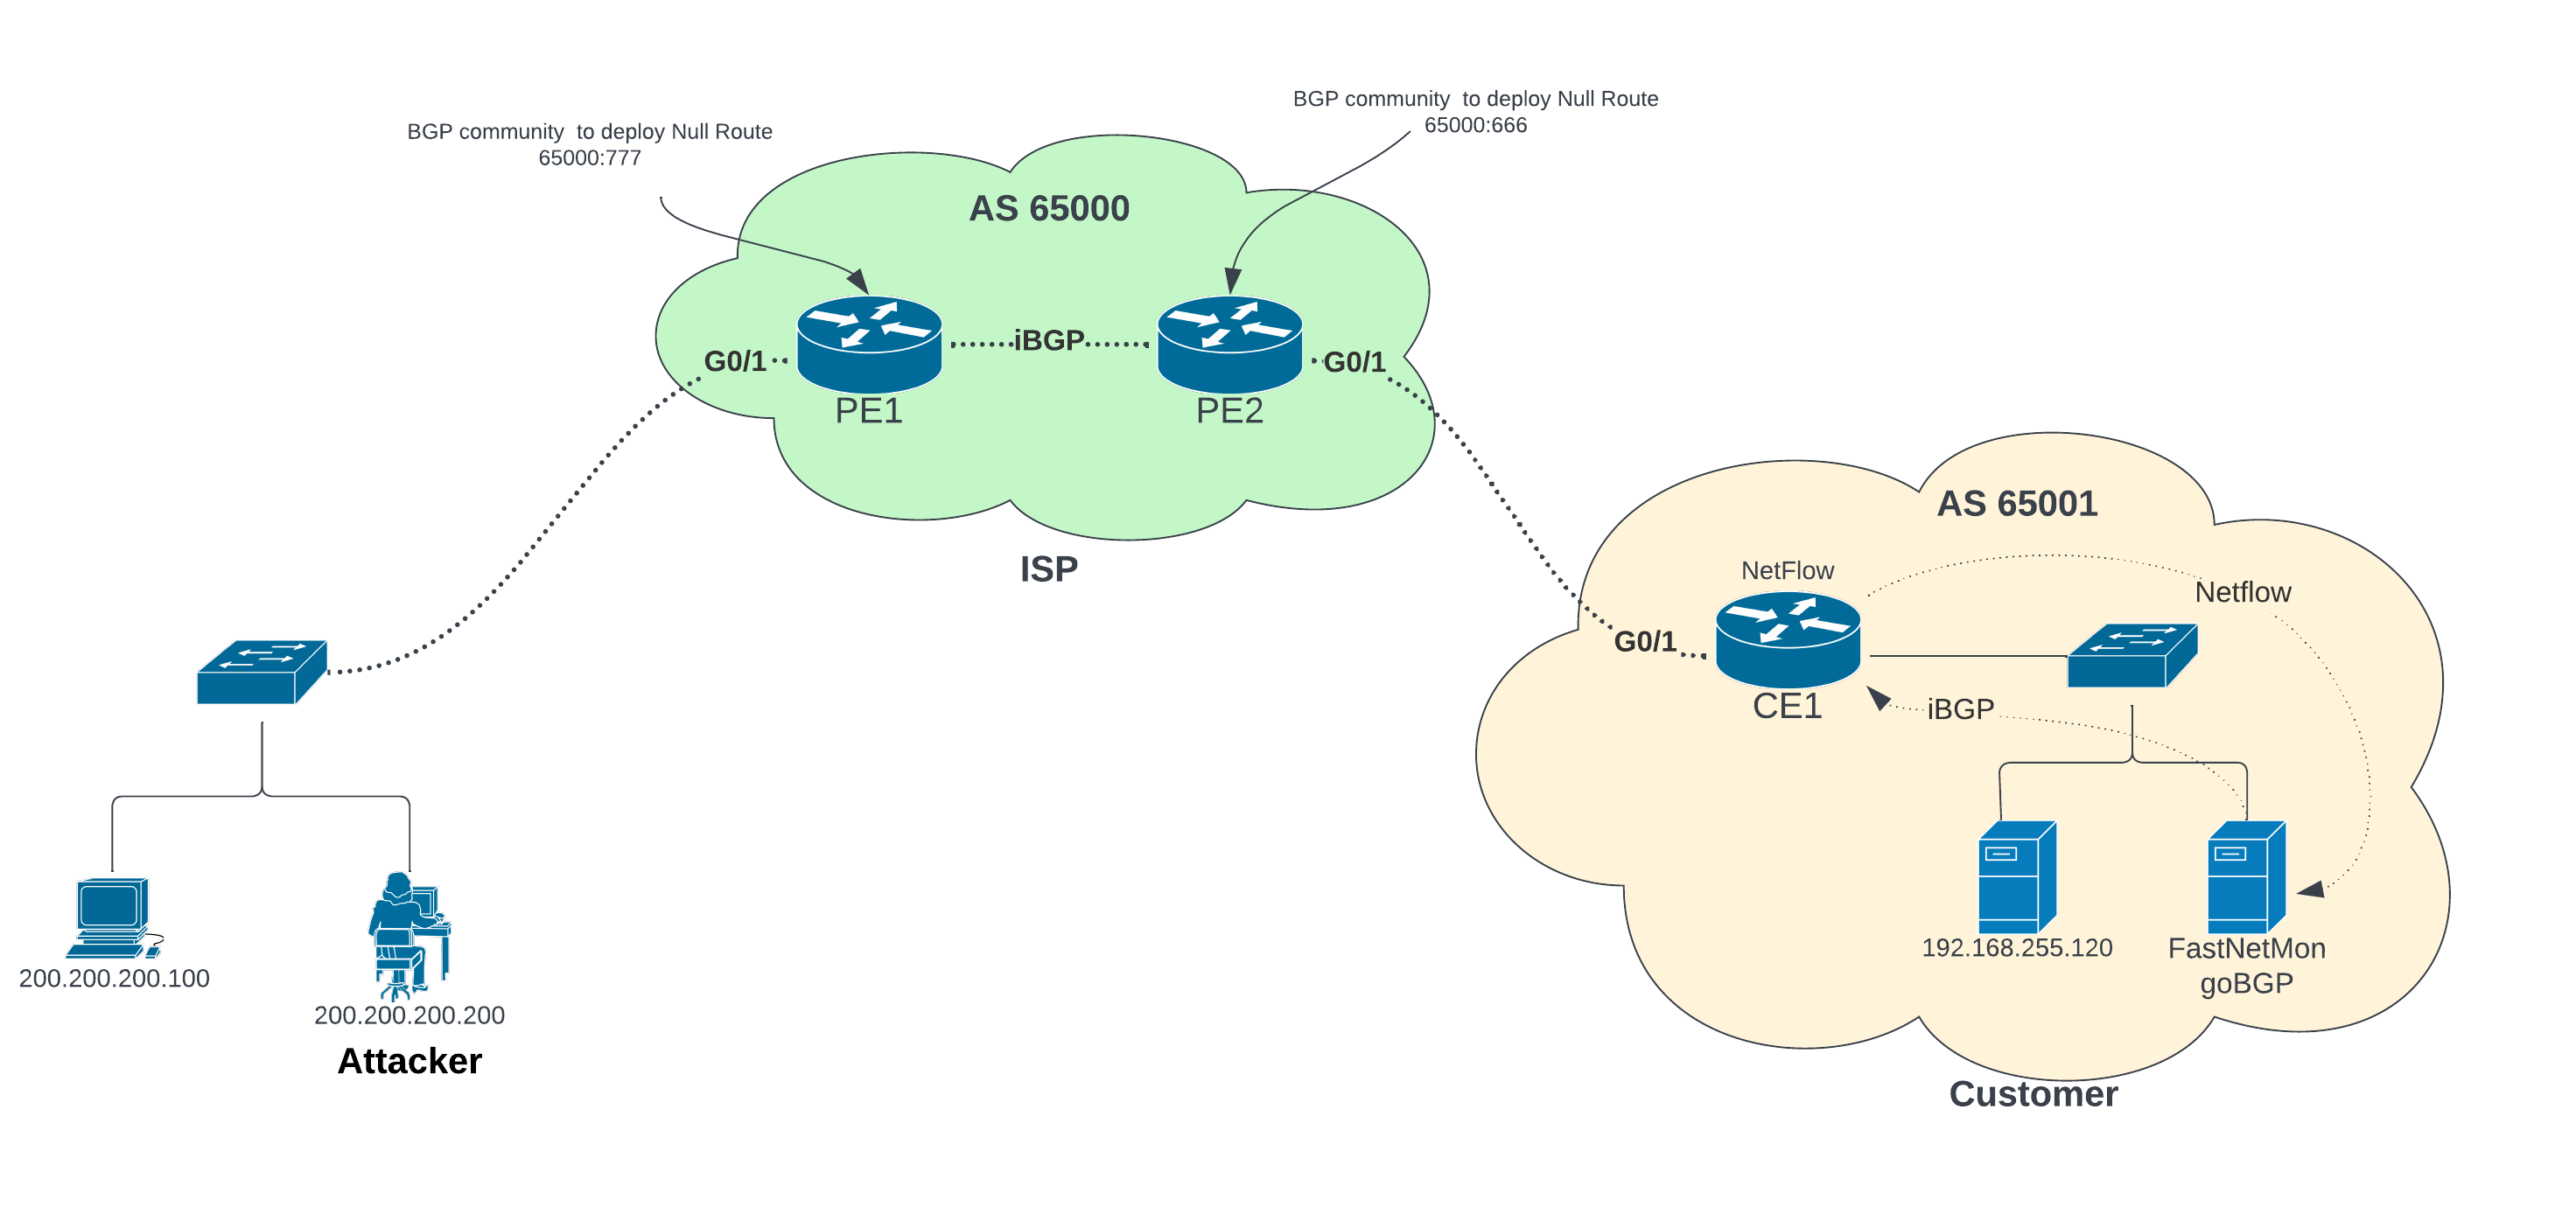 BGP community  to deploy Null Route
65000:666
BGP community  to deploy Null Route
65000:777
AS 65000
iBGP
G0/1
G0/1
PE1
PE2
ISP
AS 65001
NetFlow
Netflow
G0/1
CE1
iBGP
192.168.255.120
FastNetMon
goBGP
200.200.200.100
200.200.200.200
Attacker
Customer